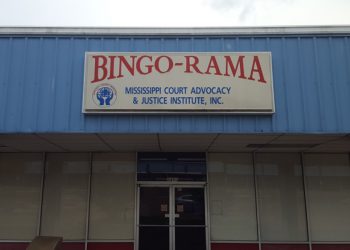 BINGO-RAMA
MISSISSIPPI COURT ADVOCACY
& JUSTICE INSTITUTE, INC.